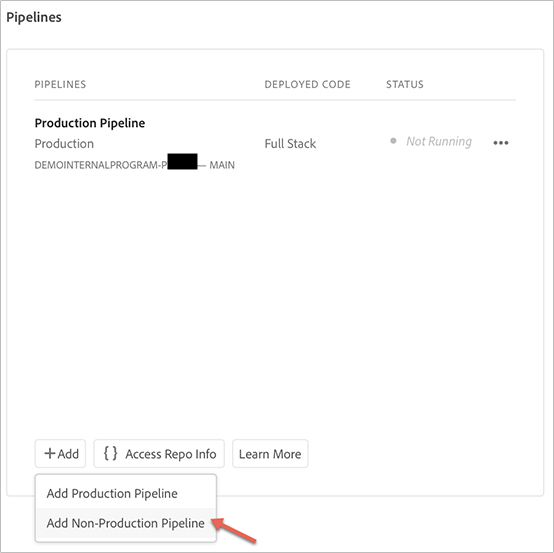 Pipelines
PIPELINES DEPLOYED CODE STATUS
Production Pipeline
Production Full Stack Not Running
DEMOINTERNALPROGRAM-P — MAIN
+Add { } Access Repo Info Learn More
Add Production Pipeline
Add Non-Production Pipeline